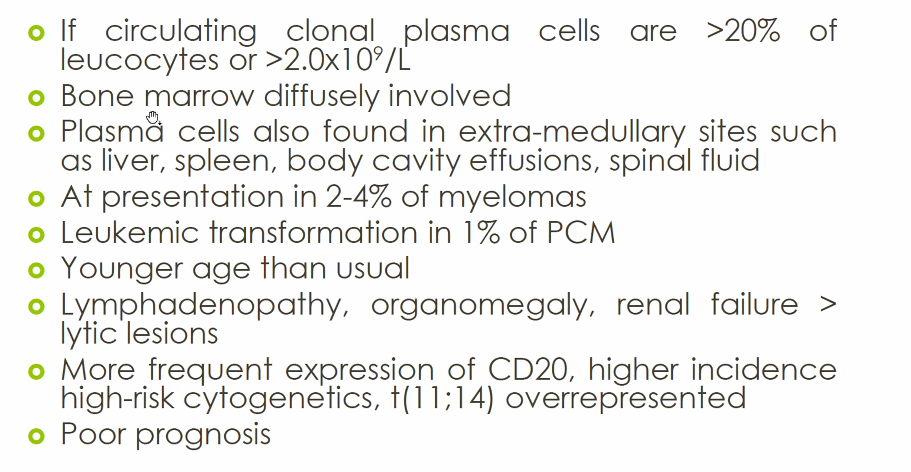 If circulating clonal plasma cells are >20% of
leucocytes or >2.0x10⁹/L
Bone marrow diffusely involved
Plasma cells also found in extra-medullary sites such
as liver, spleen, body cavity effusions, spinal fluid
At presentation in 2-4% of myelomas
Leukemic transformation in 1% of PCM
Younger age than usual
Lymphadenopathy, organomegaly, renal failure >
lytic lesions
More frequent expression of CD20, higher incidence
high-risk cytogenetics, t(11;14) overrepresented
Poor prognosis